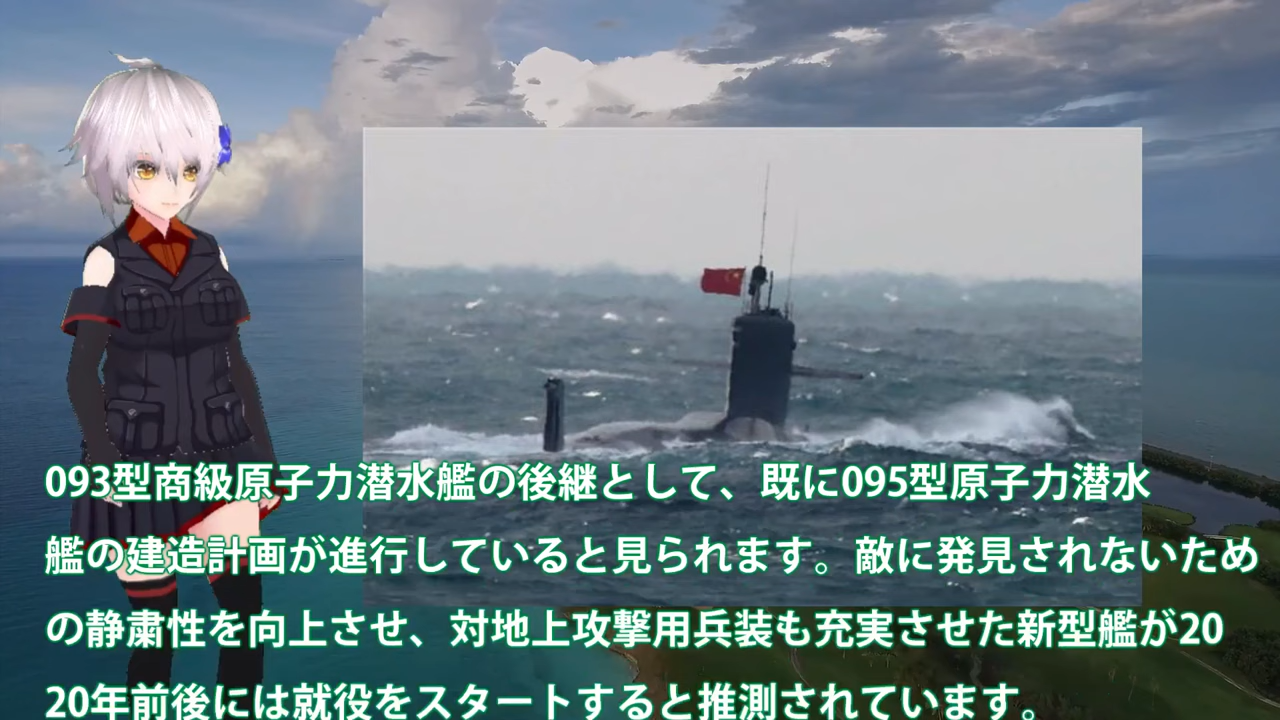 093型商級原子力潜水艦の後継として、既に095型原子力潜水
艦の建造計画が進行していると見られます。敵に発見されないため
の静粛性を向上させ、対地上攻撃用兵装も充実させた新型艦が20
20年前後には就役をスタートすると推測されています。